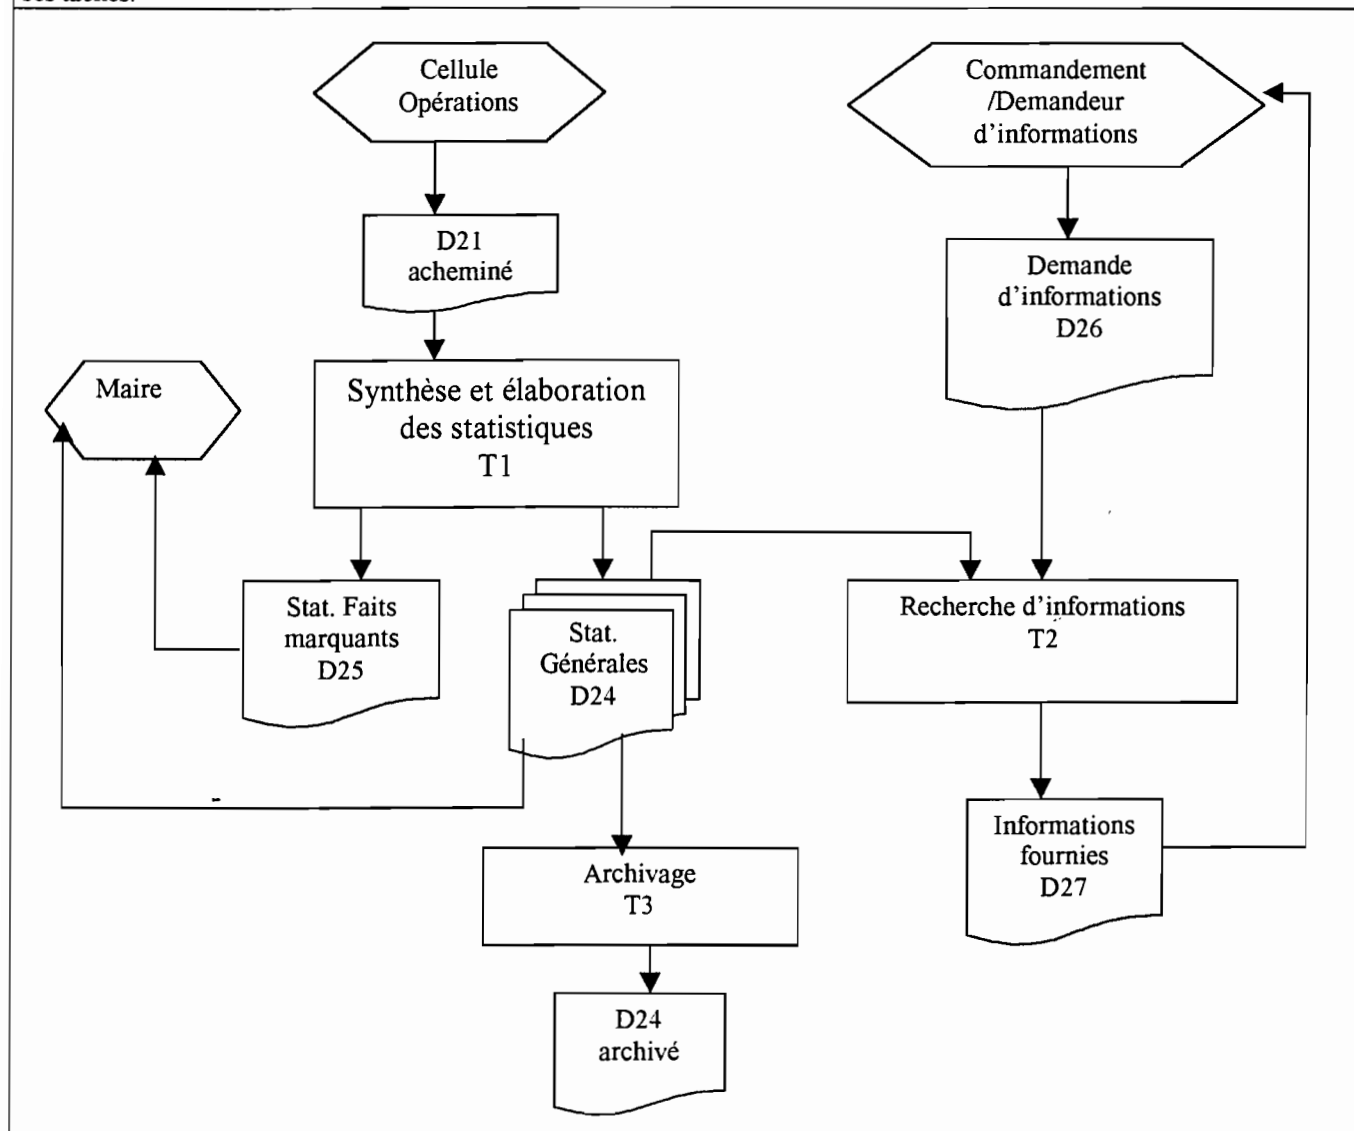 Cellule
Opérations
Commandement
/Demandeur
d'informations
D21
acheminé
Demande
d'informations
D26
Maire
Synthèse et élaboration
des statistiques
T1
Stat. Faits
marquants
D25
Stat.
Générales
D24
Recherche d'informations
T2
Informations
fournies
D27
Archivage
T3
D24
archivé